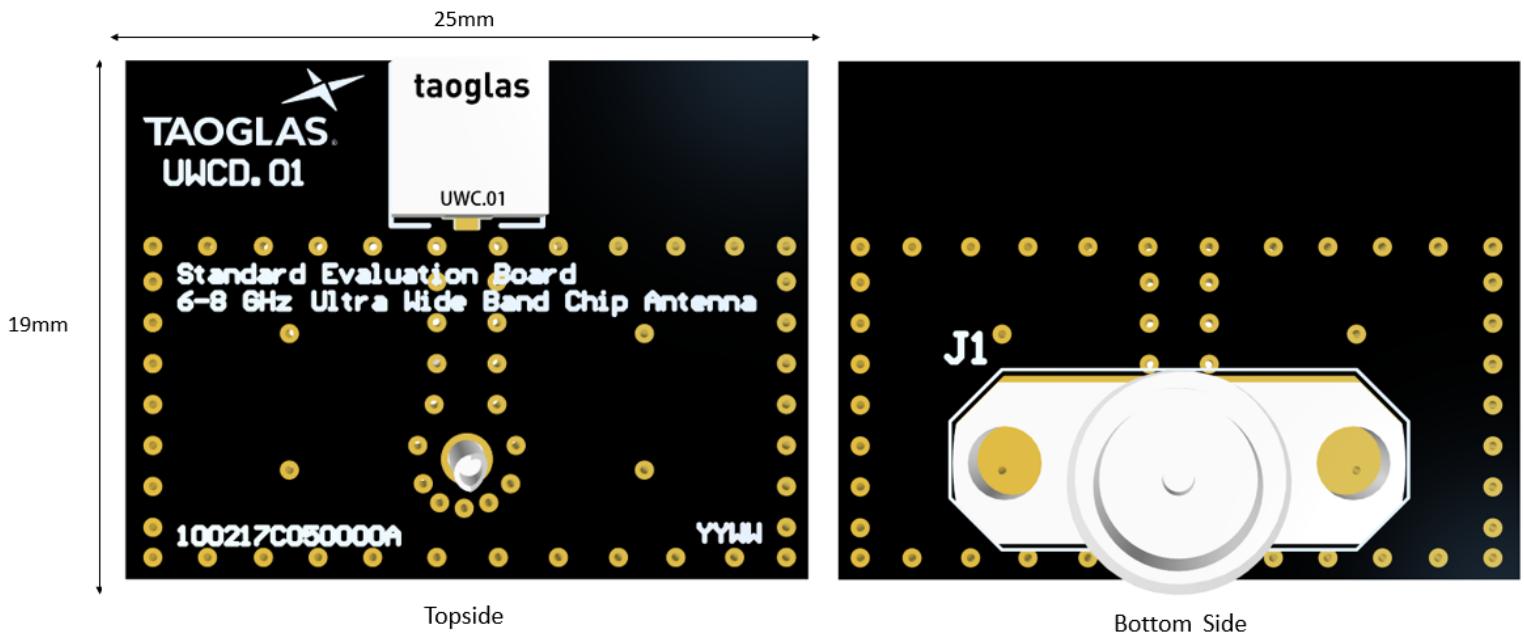 25mm
taoglas
TAOGLAS®
UWCD.01
UWC.01
Standard Evaluation Board
6-8 GHz Ultra Wide Band Chip Antenna
19mm
J1
100217C050000A
YYWW
Topside
Bottom Side